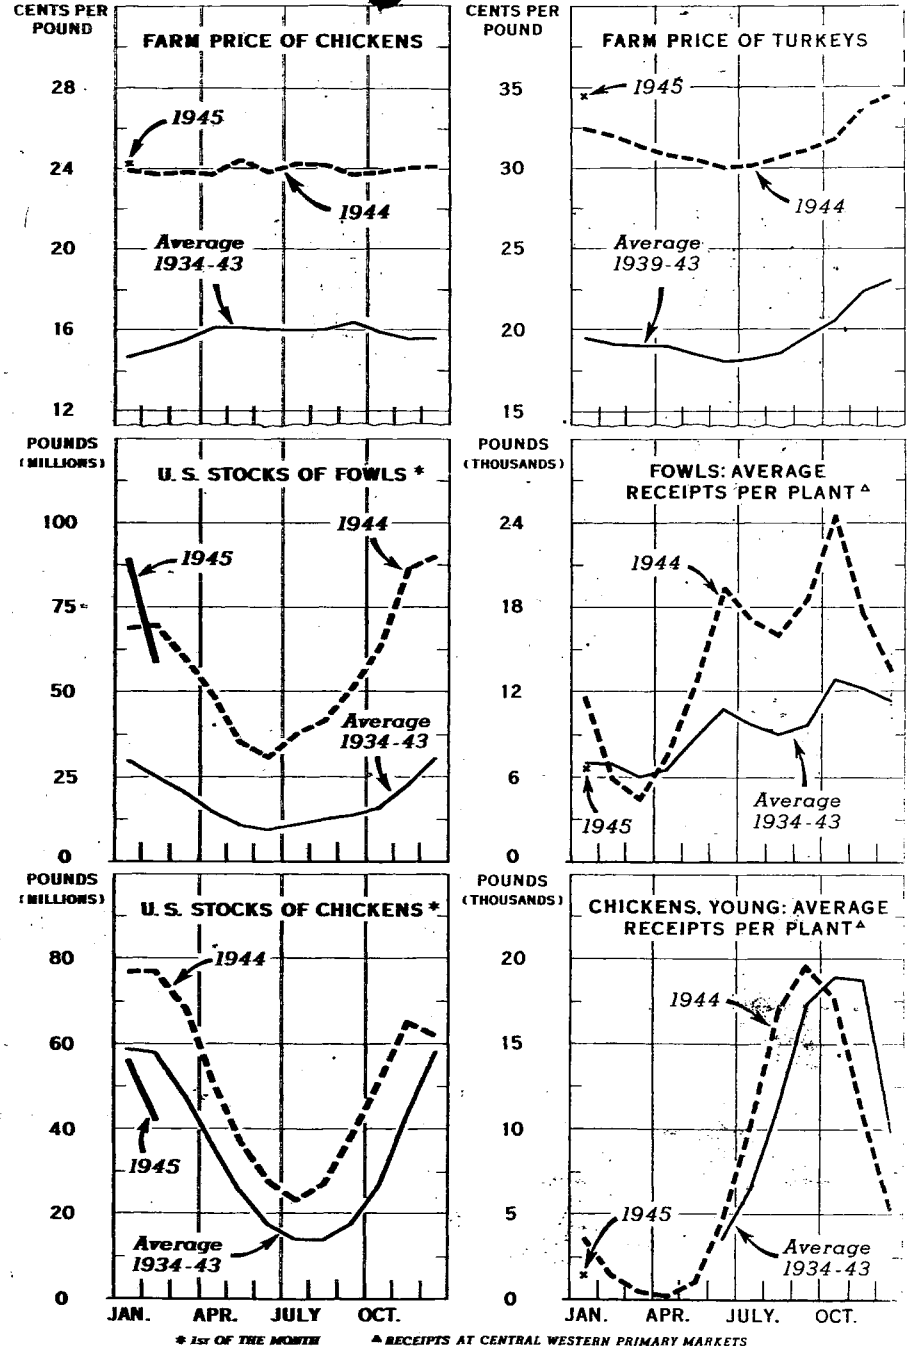 CENTS PER
POUND
FARM PRICE OF CHICKENS
28
24
20
16
12
1945
1944
Average
1934-43
CENTS PER
POUND
FARM PRICE OF TURKEYS
35
30
25
20
15
1945
1944
Average
1939-43
POUNDS
(MILLIONS)
U. S. STOCKS OF FOWLS *
100
75
50
25
0
1944
1945
Average
1934-43
POUNDS
(THOUSANDS)
FOWLS: AVERAGE
RECEIPTS PER PLANT △
24
18
12
6
0
1944
Average
1934-43
1945
POUNDS
(MILLIONS)
U. S. STOCKS OF CHICKENS *
80
60
40
20
0
1944
1945
Average
1934-43
JAN. APR. JULY OCT.
POUNDS
(THOUSANDS)
CHICKENS, YOUNG: AVERAGE
RECEIPTS PER PLANT △
20
15
10
5
0
1944
1945
Average
1934-43
JAN. APR. JULY OCT.
* 1ST OF THE MONTH
△ RECEIPTS AT CENTRAL WESTERN PRIMARY MARKETS